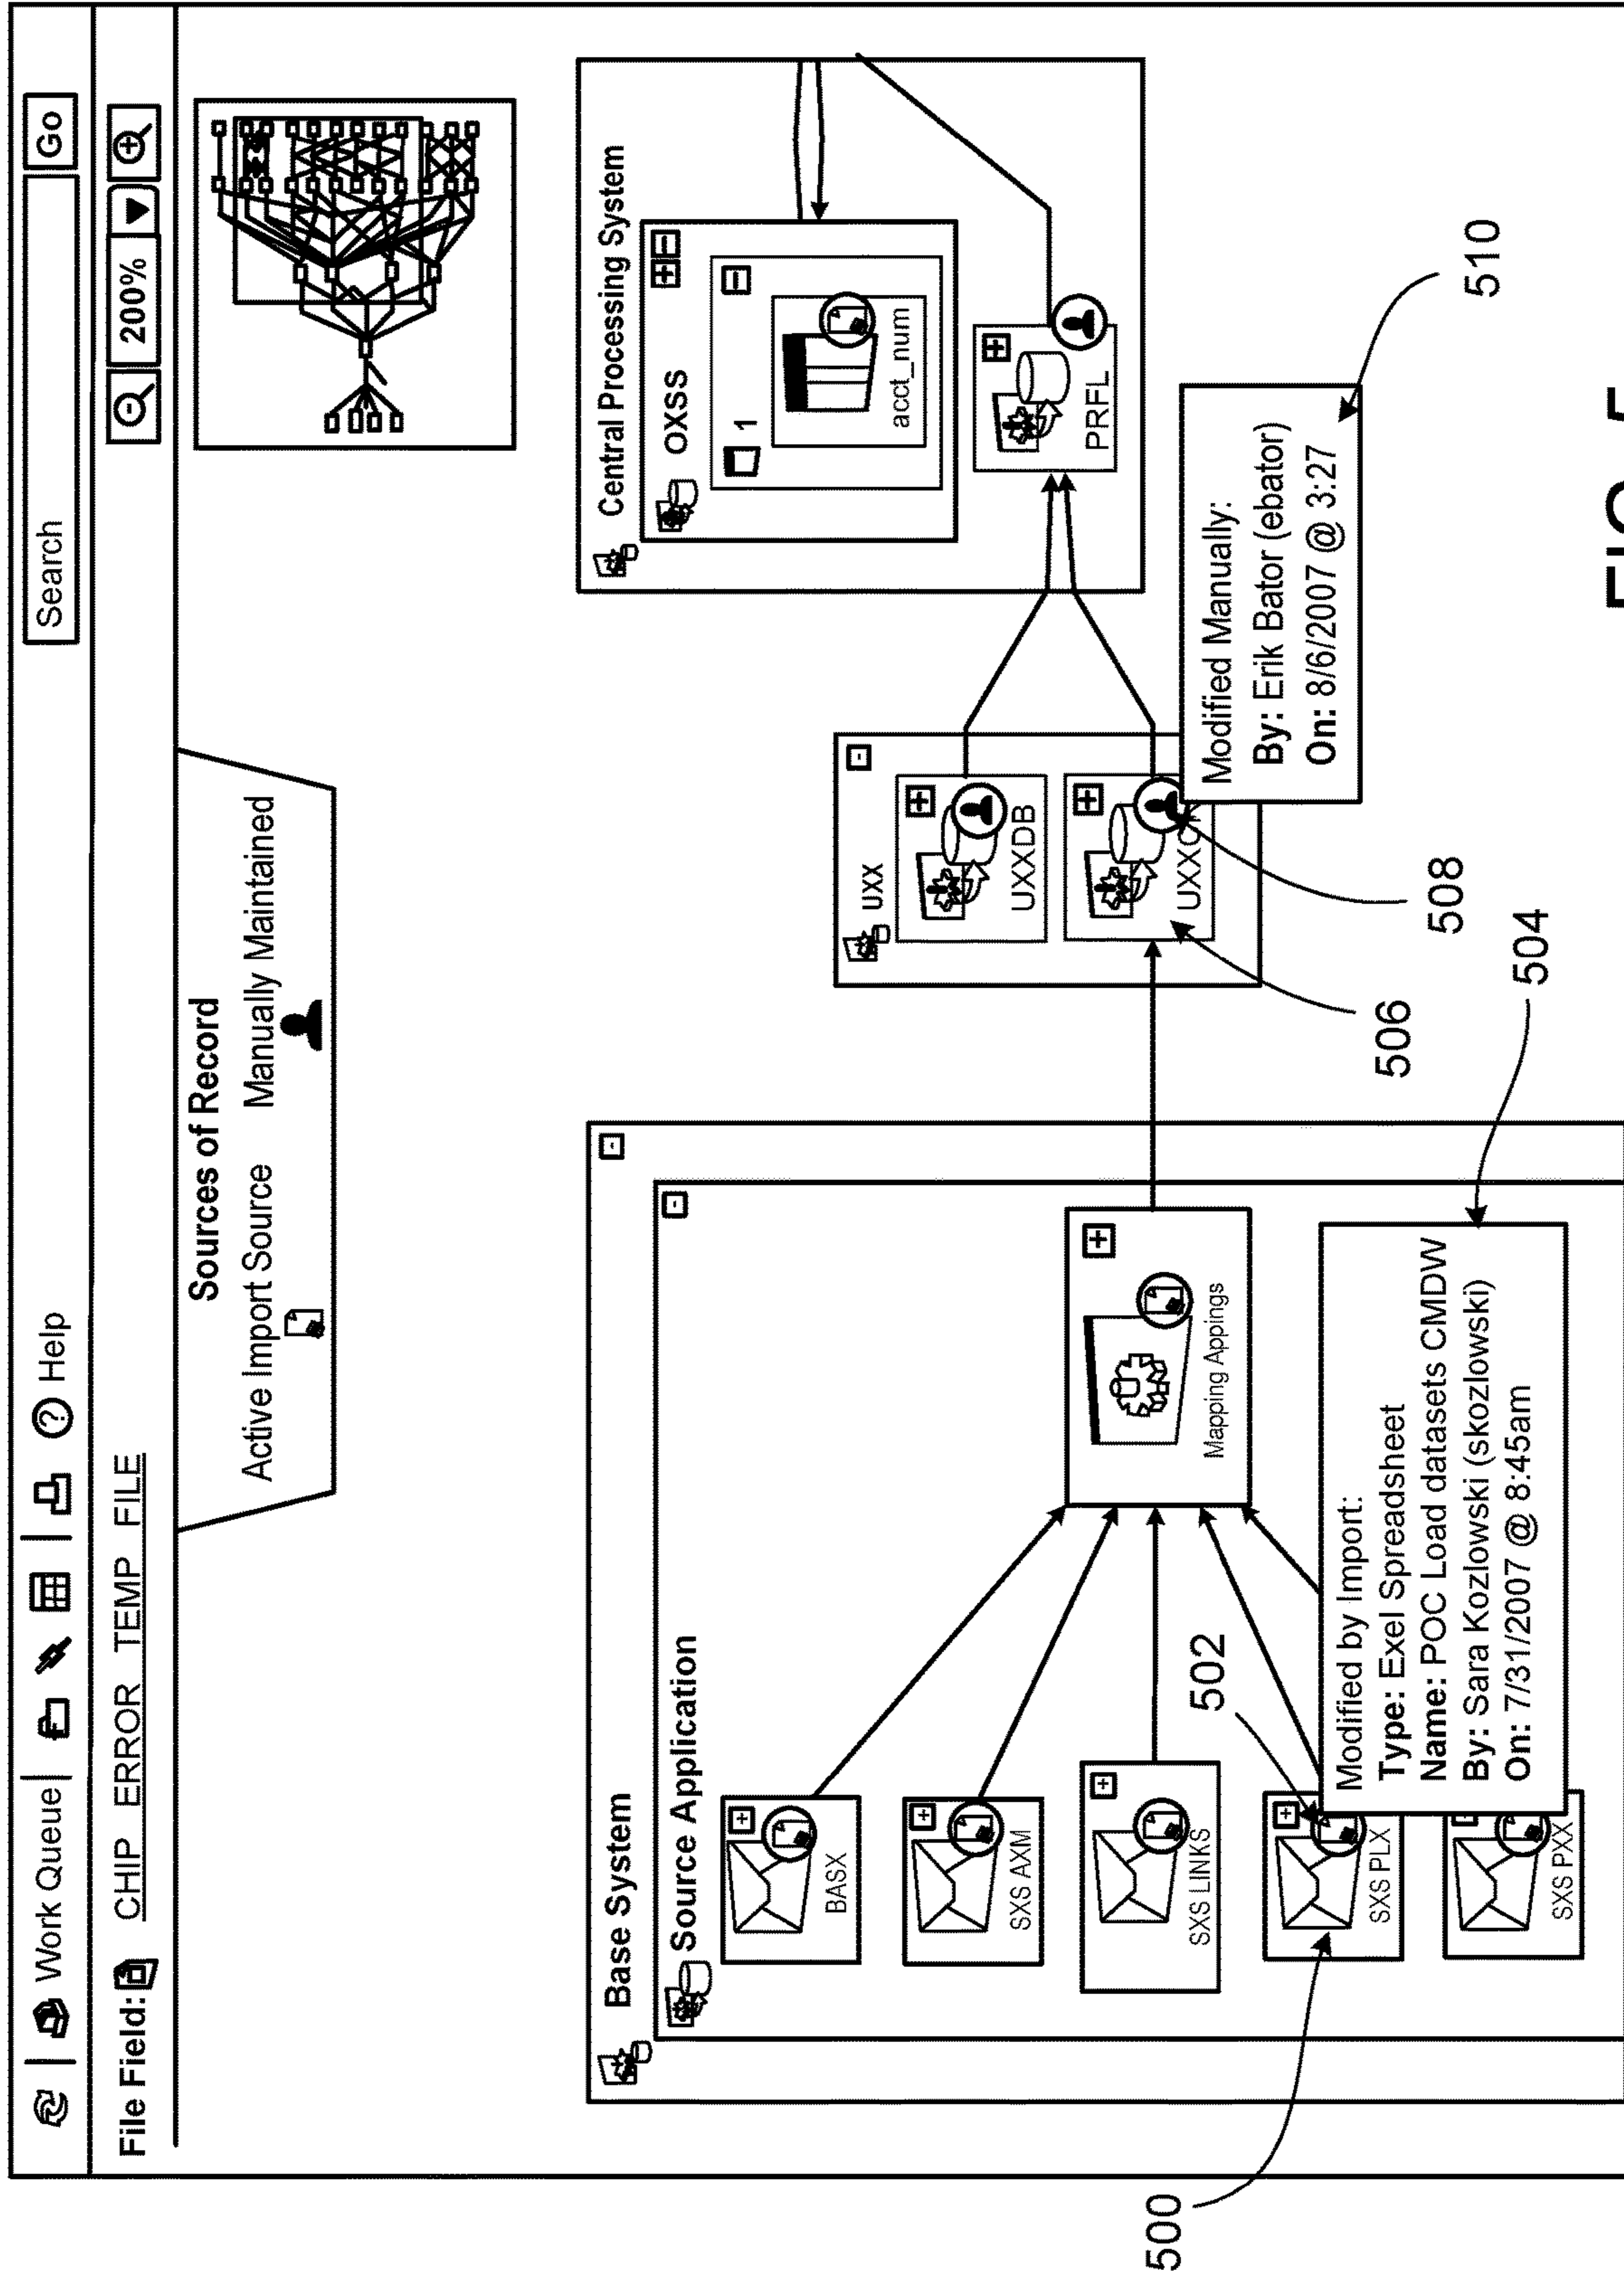 Work Queue
Help
Search
Go
File Field:
CHIP ERROR TEMP FILE
200%
Sources of Record
Active Import Source
Manually Maintained
Base System
Source Application
BASX
SXS AXM
SXS LINKS
SXS PLX
SXS PXX
Mapping Appings
UXX
UXXDB
Central Processing System
OXSS
1
acct_num
PRFL
Modified by Import:
Type: Exel Spreadsheet
Name: POC Load datasets CMDW
By: Sara Kozlowski (skozlowski)
On: 7/31/2007 @ 8:45am
Modified Manually:
By: Erik Bator (ebator)
On: 8/6/2007 @ 3:27
500
502
504
506
508
510